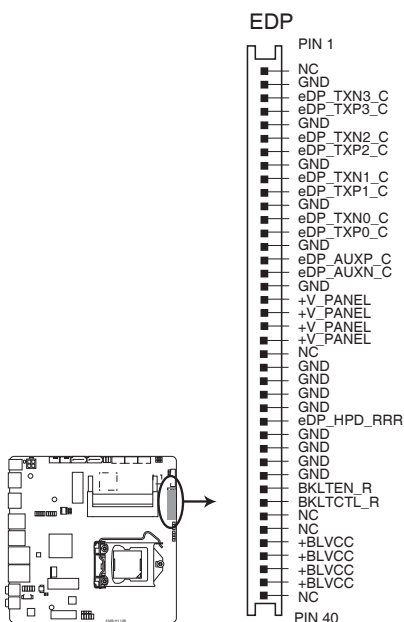 EDP
PIN 1
NC
GND
eDP_TXN3_C
eDP_TXP3_C
GND
eDP_TXN2_C
eDP_TXP2_C
GND
eDP_TXN1_C
eDP_TXP1_C
GND
eDP_TXN0_C
eDP_TXP0_C
GND
eDP_AUXP_C
eDP_AUXN_C
GND
+V_PANEL
+V_PANEL
+V_PANEL
+V_PANEL
NC
GND
GND
GND
GND
eDP_HPD_RRR
GND
GND
GND
GND
BKLTEN_R
BKLTCTL_R
NC
NC
+BLVCC
+BLVCC
+BLVCC
+BLVCC
NC
PIN 40